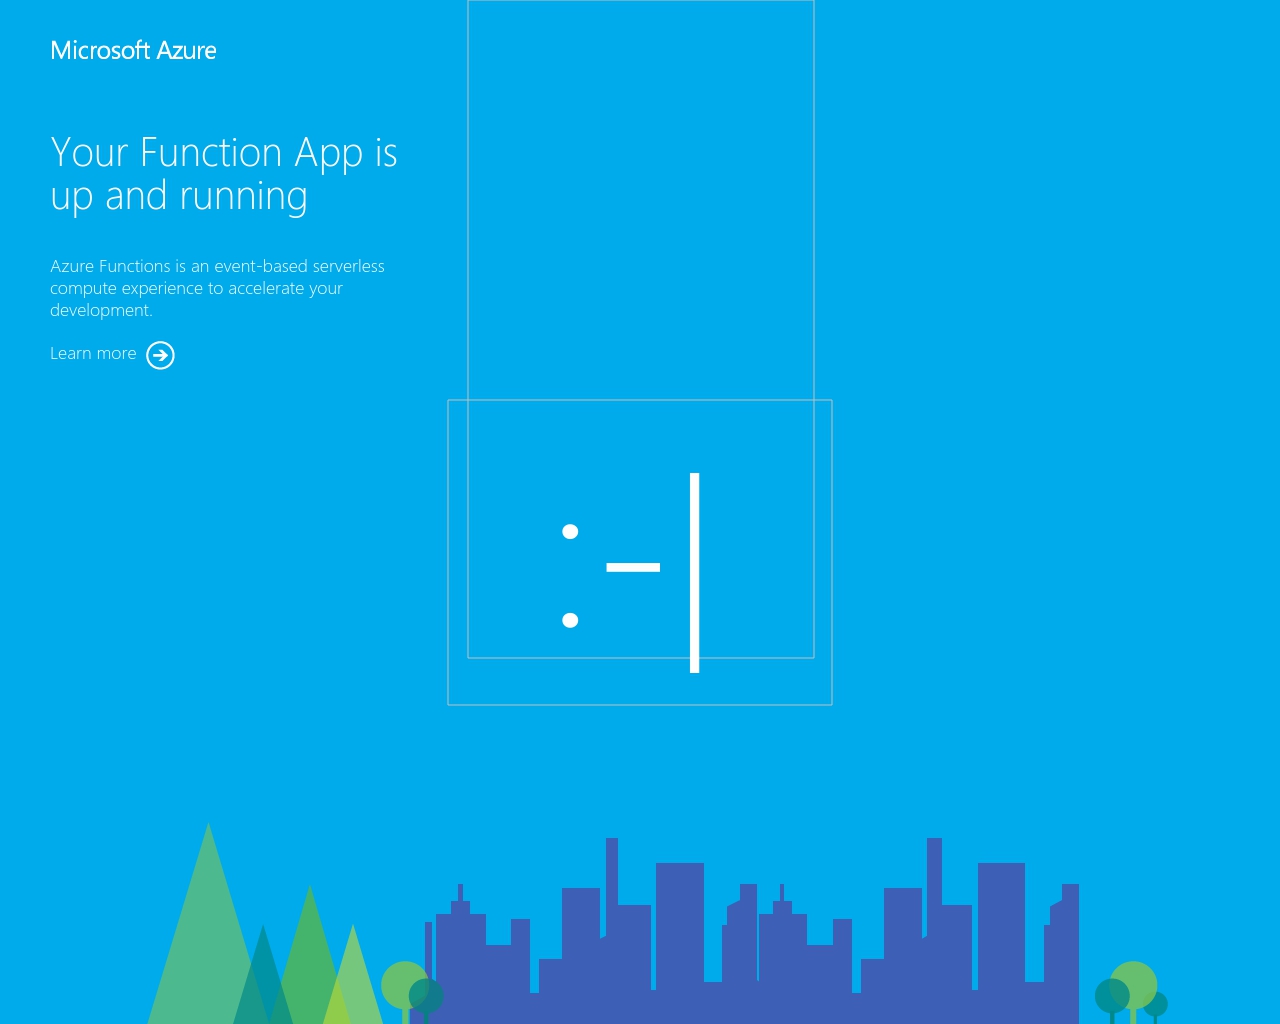 Microsoft Azure
Your Function App is
up and running
Azure Functions is an event-based serverless
compute experience to accelerate your
development.
Learn more
:-|